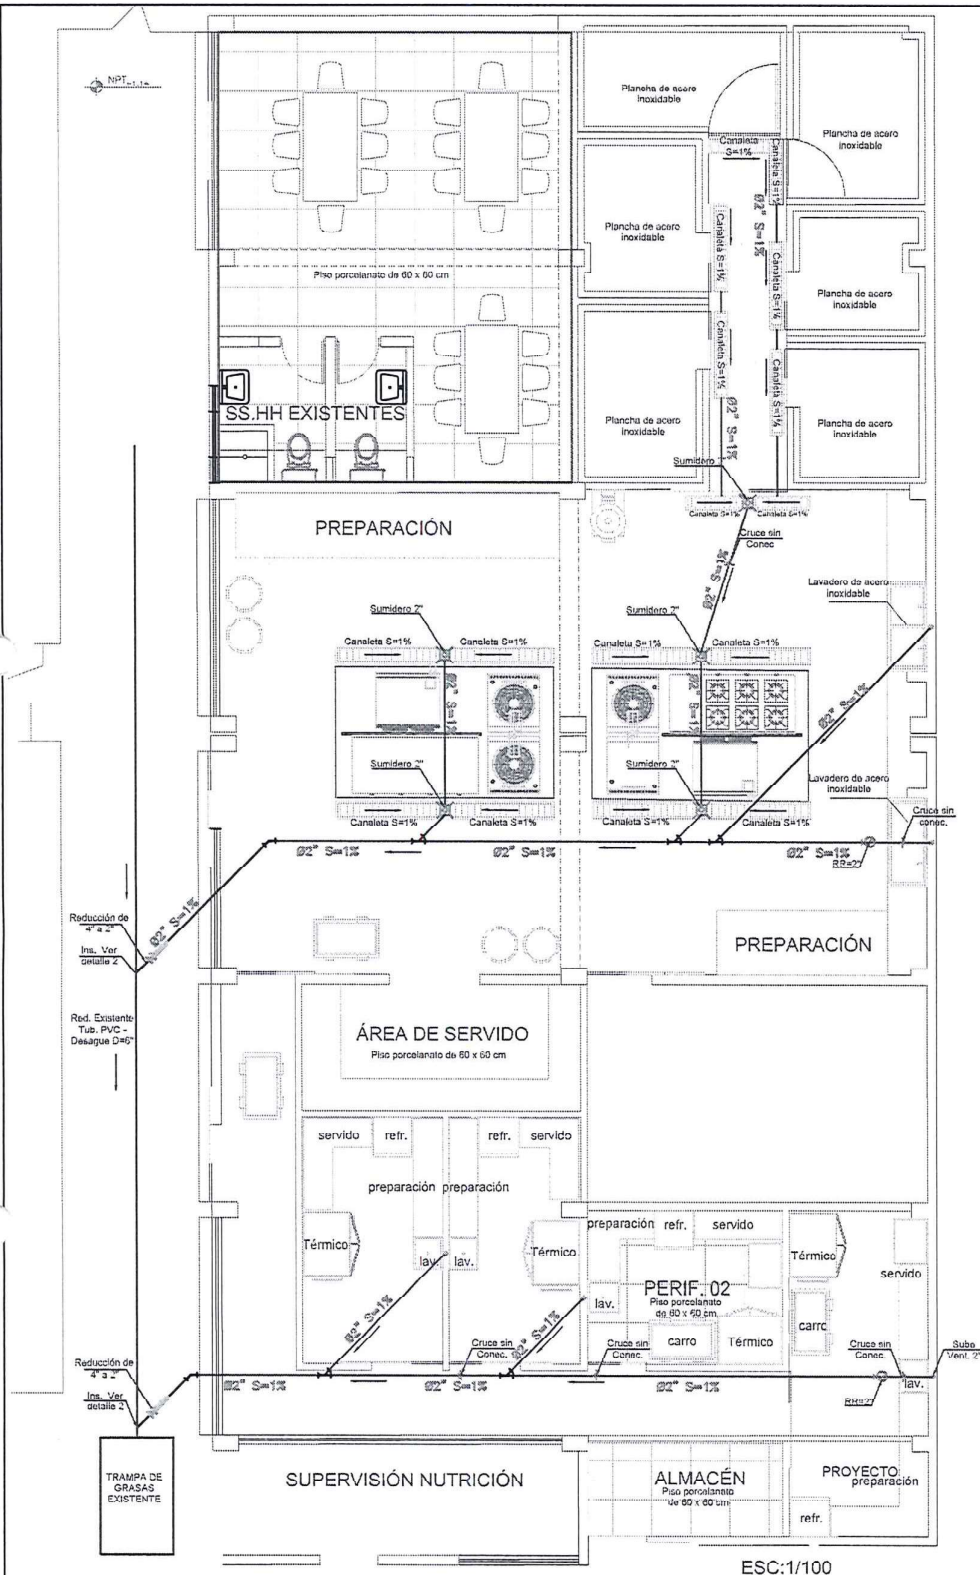 NPT-1.14
Plancha de acero
inoxidable
Plancha de acero
inoxidable
Canaleta
S=1%
Canaleta S=1%
Ø2" S=1%
Plancha de acero
inoxidable
Canaleta S=1%
Canaleta S=1%
Piso porcelanato de 60 x 60 cm
Plancha de acero
inoxidable
Canaleta S=1%
Canaleta S=1%
SS.HH EXISTENTES
Plancha de acero
inoxidable
Plancha de acero
inoxidable
Ø2" S=1%
Sumidero
Canaleta S=1%
Canaleta S=1%
PREPARACIÓN
Cruce sin
Conec
Ø2" S=1%
Lavadero de acero
inoxidable
Sumidero 2"
Sumidero 2"
Canaleta S=1%
Canaleta S=1%
Canaleta S=1%
Canaleta S=1%
Ø2" S=1%
Ø2" S=1%
Ø2" S=1%
Sumidero 2"
Sumidero 2"
Lavadero de acero
inoxidable
Canaleta S=1%
Canaleta S=1%
Canaleta S=1%
Canaleta S=1%
Cruce sin
conec.
Ø2" S=1%
Ø2" S=1%
Ø2" S=1%
RR=2"
Reducción de
4" a 2"
Ø2" S=1%
Ins. Ver
detalle 2
PREPARACIÓN
Red. Existente
Tub. PVC -
Desague D=6"
ÁREA DE SERVIDO
Piso porcelanato de 60 x 60 cm
servido
refr.
refr.
servido
preparación
preparación
preparación
refr.
servido
Térmico
lav.
lav.
Térmico
Térmico
servido
PERIF. 02
Piso porcelanato
de 60 x 60 cm
lav.
Ø2" S=1%
Ø2" S=1%
carro
Térmico
carro
Cruce sin
Conec.
Cruce sin
Conec.
Cruce sin
Conec.
Sube
Vent. 2"
Reducción de
4" a 2"
Ø2" S=1%
Ø2" S=1%
Ø2" S=1%
lav.
RR=2"
Ins. Ver
detalle 2
TRAMPA DE
GRASAS
EXISTENTE
SUPERVISIÓN NUTRICIÓN
ALMACÉN
Piso porcelanato
de 60 x 60 cm
PROYECTO
preparación
refr.
ESC:1/100